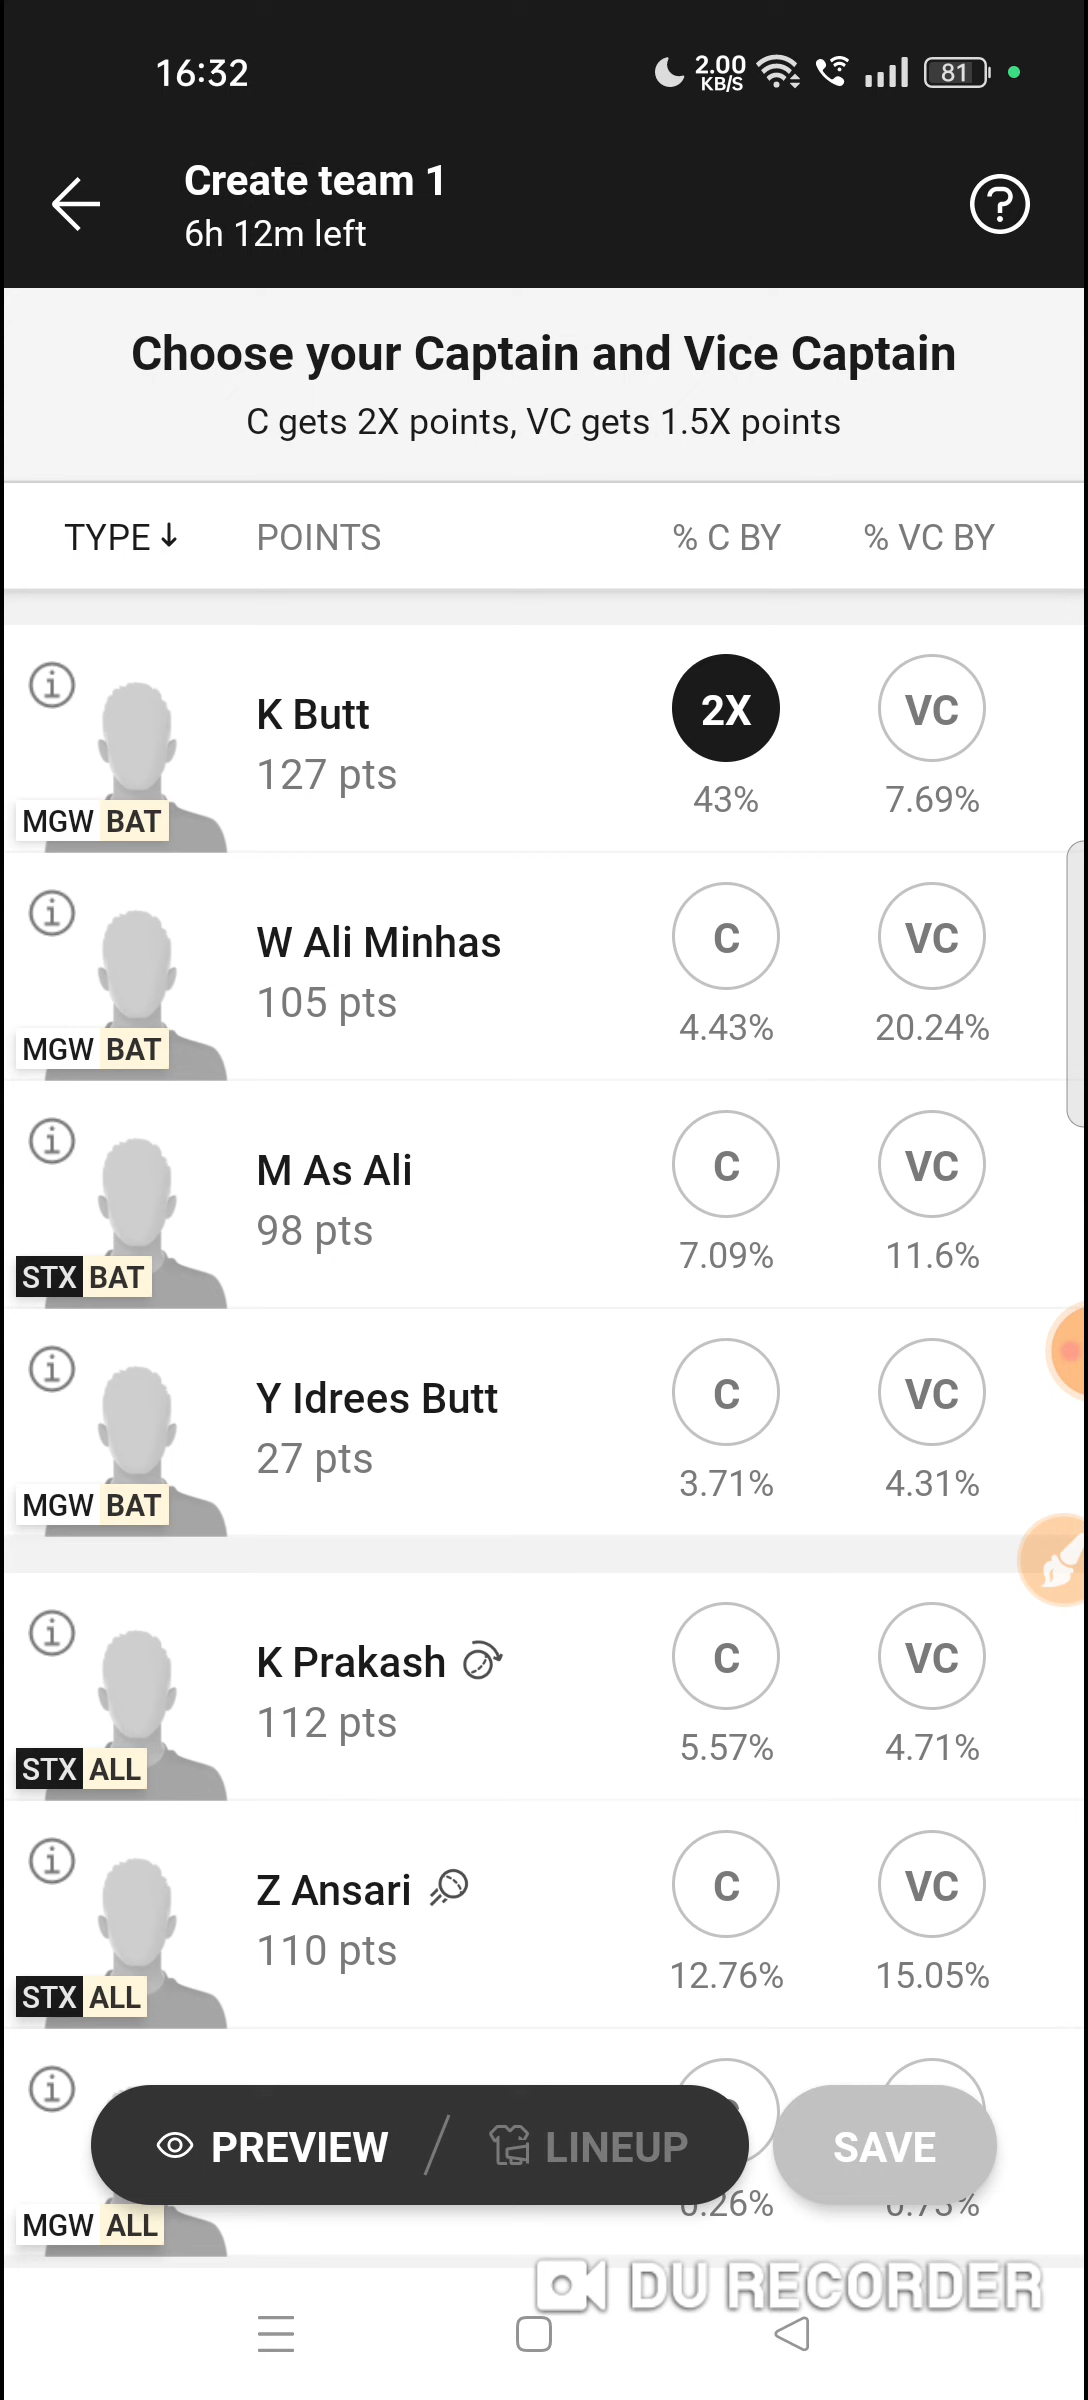 16:32
2.00
KB/S
81
Create team 1
6h 12m left
Choose your Captain and Vice Captain
C gets 2X points, VC gets 1.5X points
TYPE POINTS % C BY % VC BY
K Butt
127 pts
2X VC
43% 7.69%
MGW BAT
W Ali Minhas
105 pts
C VC
4.43% 20.24%
MGW BAT
M As Ali
98 pts
C VC
7.09% 11.6%
STX BAT
Y Idrees Butt
27 pts
C VC
3.71% 4.31%
MGW BAT
K Prakash
112 pts
C VC
5.57% 4.71%
STX ALL
Z Ansari
110 pts
C VC
12.76% 15.05%
STX ALL
PREVIEW LINEUP SAVE
MGW ALL
DU RECORDER